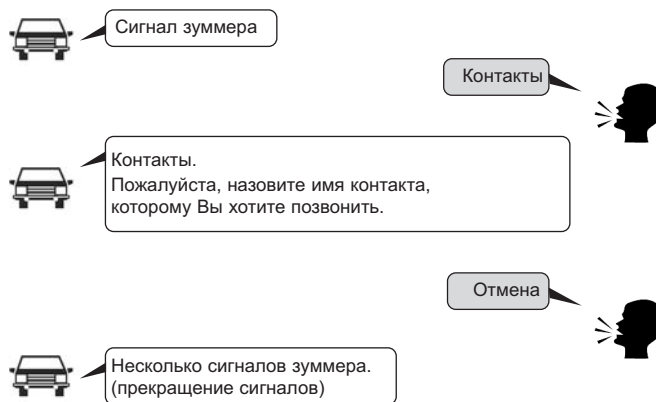 Сигнал зуммера
Контакты
Контакты.
Пожалуйста, назовите имя контакта,
которому Вы хотите позвонить.
Отмена
Несколько сигналов зуммера.
(прекращение сигналов)